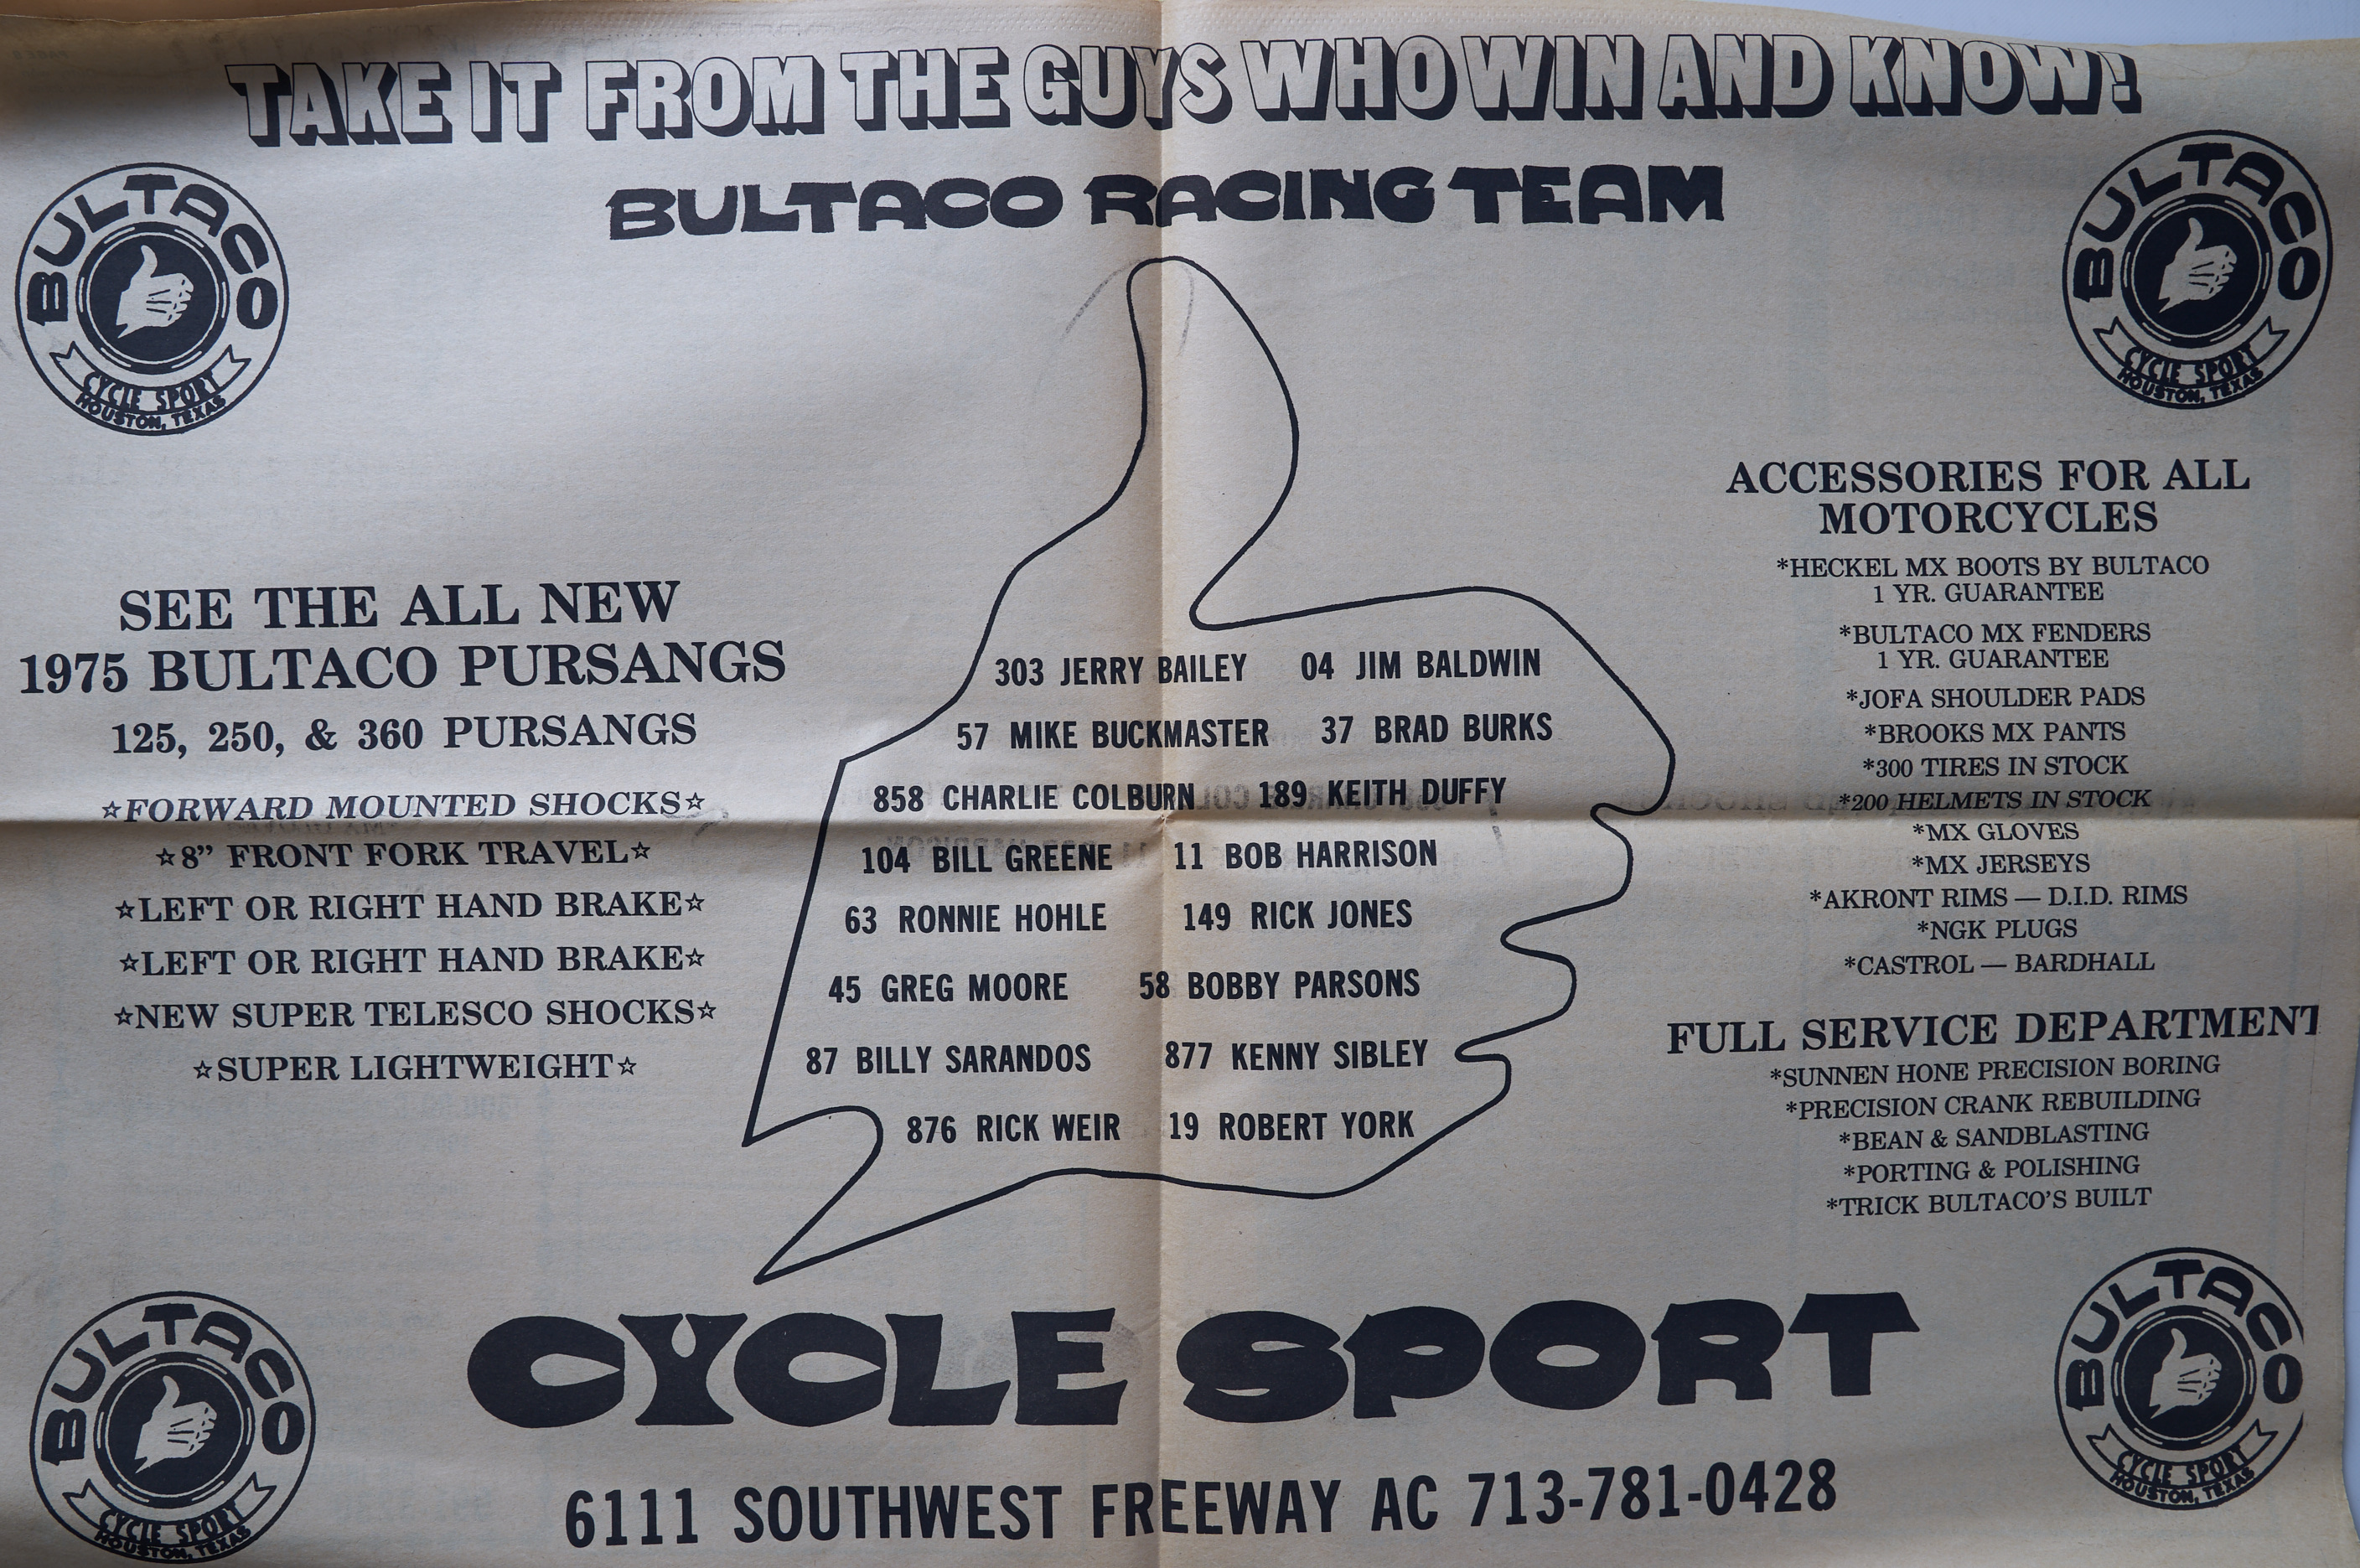 TAKE IT FROM THE GUYS WHO WIN AND KNOW!
BULTACO RACING TEAM
BULTACO
CYCLE SPORT
HOUSTON, TEXAS
BULTACO
CYCLE SPORT
HOUSTON, TEXAS
SEE THE ALL NEW
1975 BULTACO PURSANGS
125, 250, & 360 PURSANGS
☆FORWARD MOUNTED SHOCKS☆
☆8” FRONT FORK TRAVEL☆
☆LEFT OR RIGHT HAND BRAKE☆
☆LEFT OR RIGHT HAND BRAKE☆
☆NEW SUPER TELESCO SHOCKS☆
☆SUPER LIGHTWEIGHT☆
303 JERRY BAILEY 04 JIM BALDWIN
57 MIKE BUCKMASTER 37 BRAD BURKS
858 CHARLIE COLBURN 189 KEITH DUFFY
104 BILL GREENE 11 BOB HARRISON
63 RONNIE HOHLE 149 RICK JONES
45 GREG MOORE 58 BOBBY PARSONS
87 BILLY SARANDOS 877 KENNY SIBLEY
876 RICK WEIR 19 ROBERT YORK
ACCESSORIES FOR ALL
MOTORCYCLES
*HECKEL MX BOOTS BY BULTACO
1 YR. GUARANTEE
*BULTACO MX FENDERS
1 YR. GUARANTEE
*JOFA SHOULDER PADS
*BROOKS MX PANTS
*300 TIRES IN STOCK
*200 HELMETS IN STOCK
*MX GLOVES
*MX JERSEYS
*AKRONT RIMS — D.I.D. RIMS
*NGK PLUGS
*CASTROL — BARDHALL
FULL SERVICE DEPARTMENT
*SUNNEN HONE PRECISION BORING
*PRECISION CRANK REBUILDING
*BEAN & SANDBLASTING
*PORTING & POLISHING
*TRICK BULTACO'S BUILT
BULTACO
CYCLE SPORT
HOUSTON, TEXAS
BULTACO
CYCLE SPORT
HOUSTON, TEXAS
CYCLE SPORT
6111 SOUTHWEST FREEWAY AC 713-781-0428